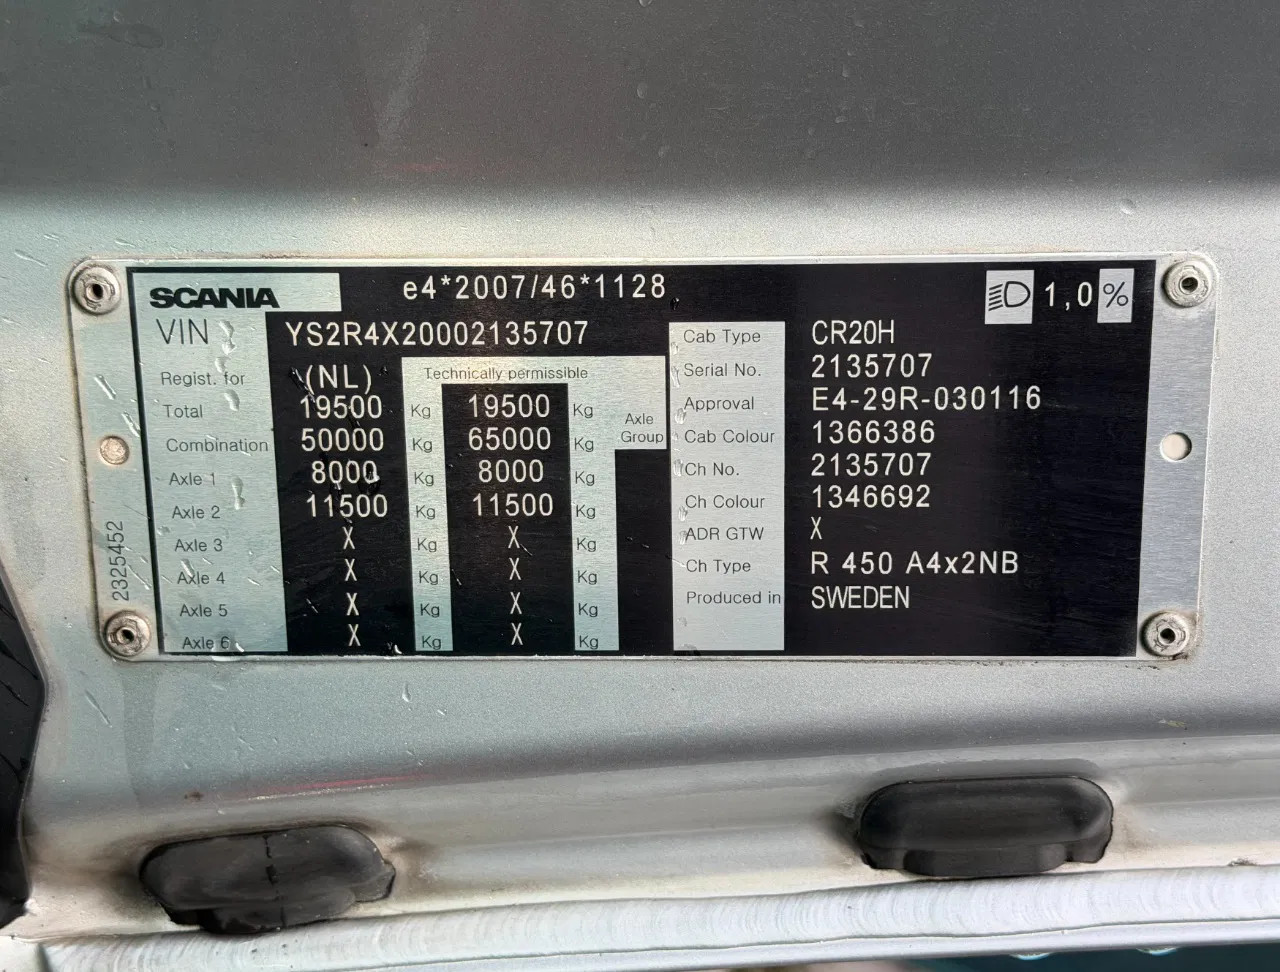 SCANIA e4*2007/46*1128 1,0 %
VIN YS2R4X20002135707
Regist. for (NL) Technically permissible
Total 19500 Kg 19500 Kg
Combination 50000 Kg 65000 Kg
Axle 1 8000 Kg 8000 Kg
Axle 2 11500 Kg 11500 Kg
Axle 3 X Kg X Kg
Axle 4 X Kg X Kg
Axle 5 X Kg X Kg
Axle 6 X Kg X Kg
Axle
Group
Cab Type CR20H
Serial No. 2135707
Approval E4-29R-030116
Cab Colour 1366386
Ch No. 2135707
Ch Colour 1346692
ADR GTW X
Ch Type R 450 A4x2NB
Produced in SWEDEN
2325452